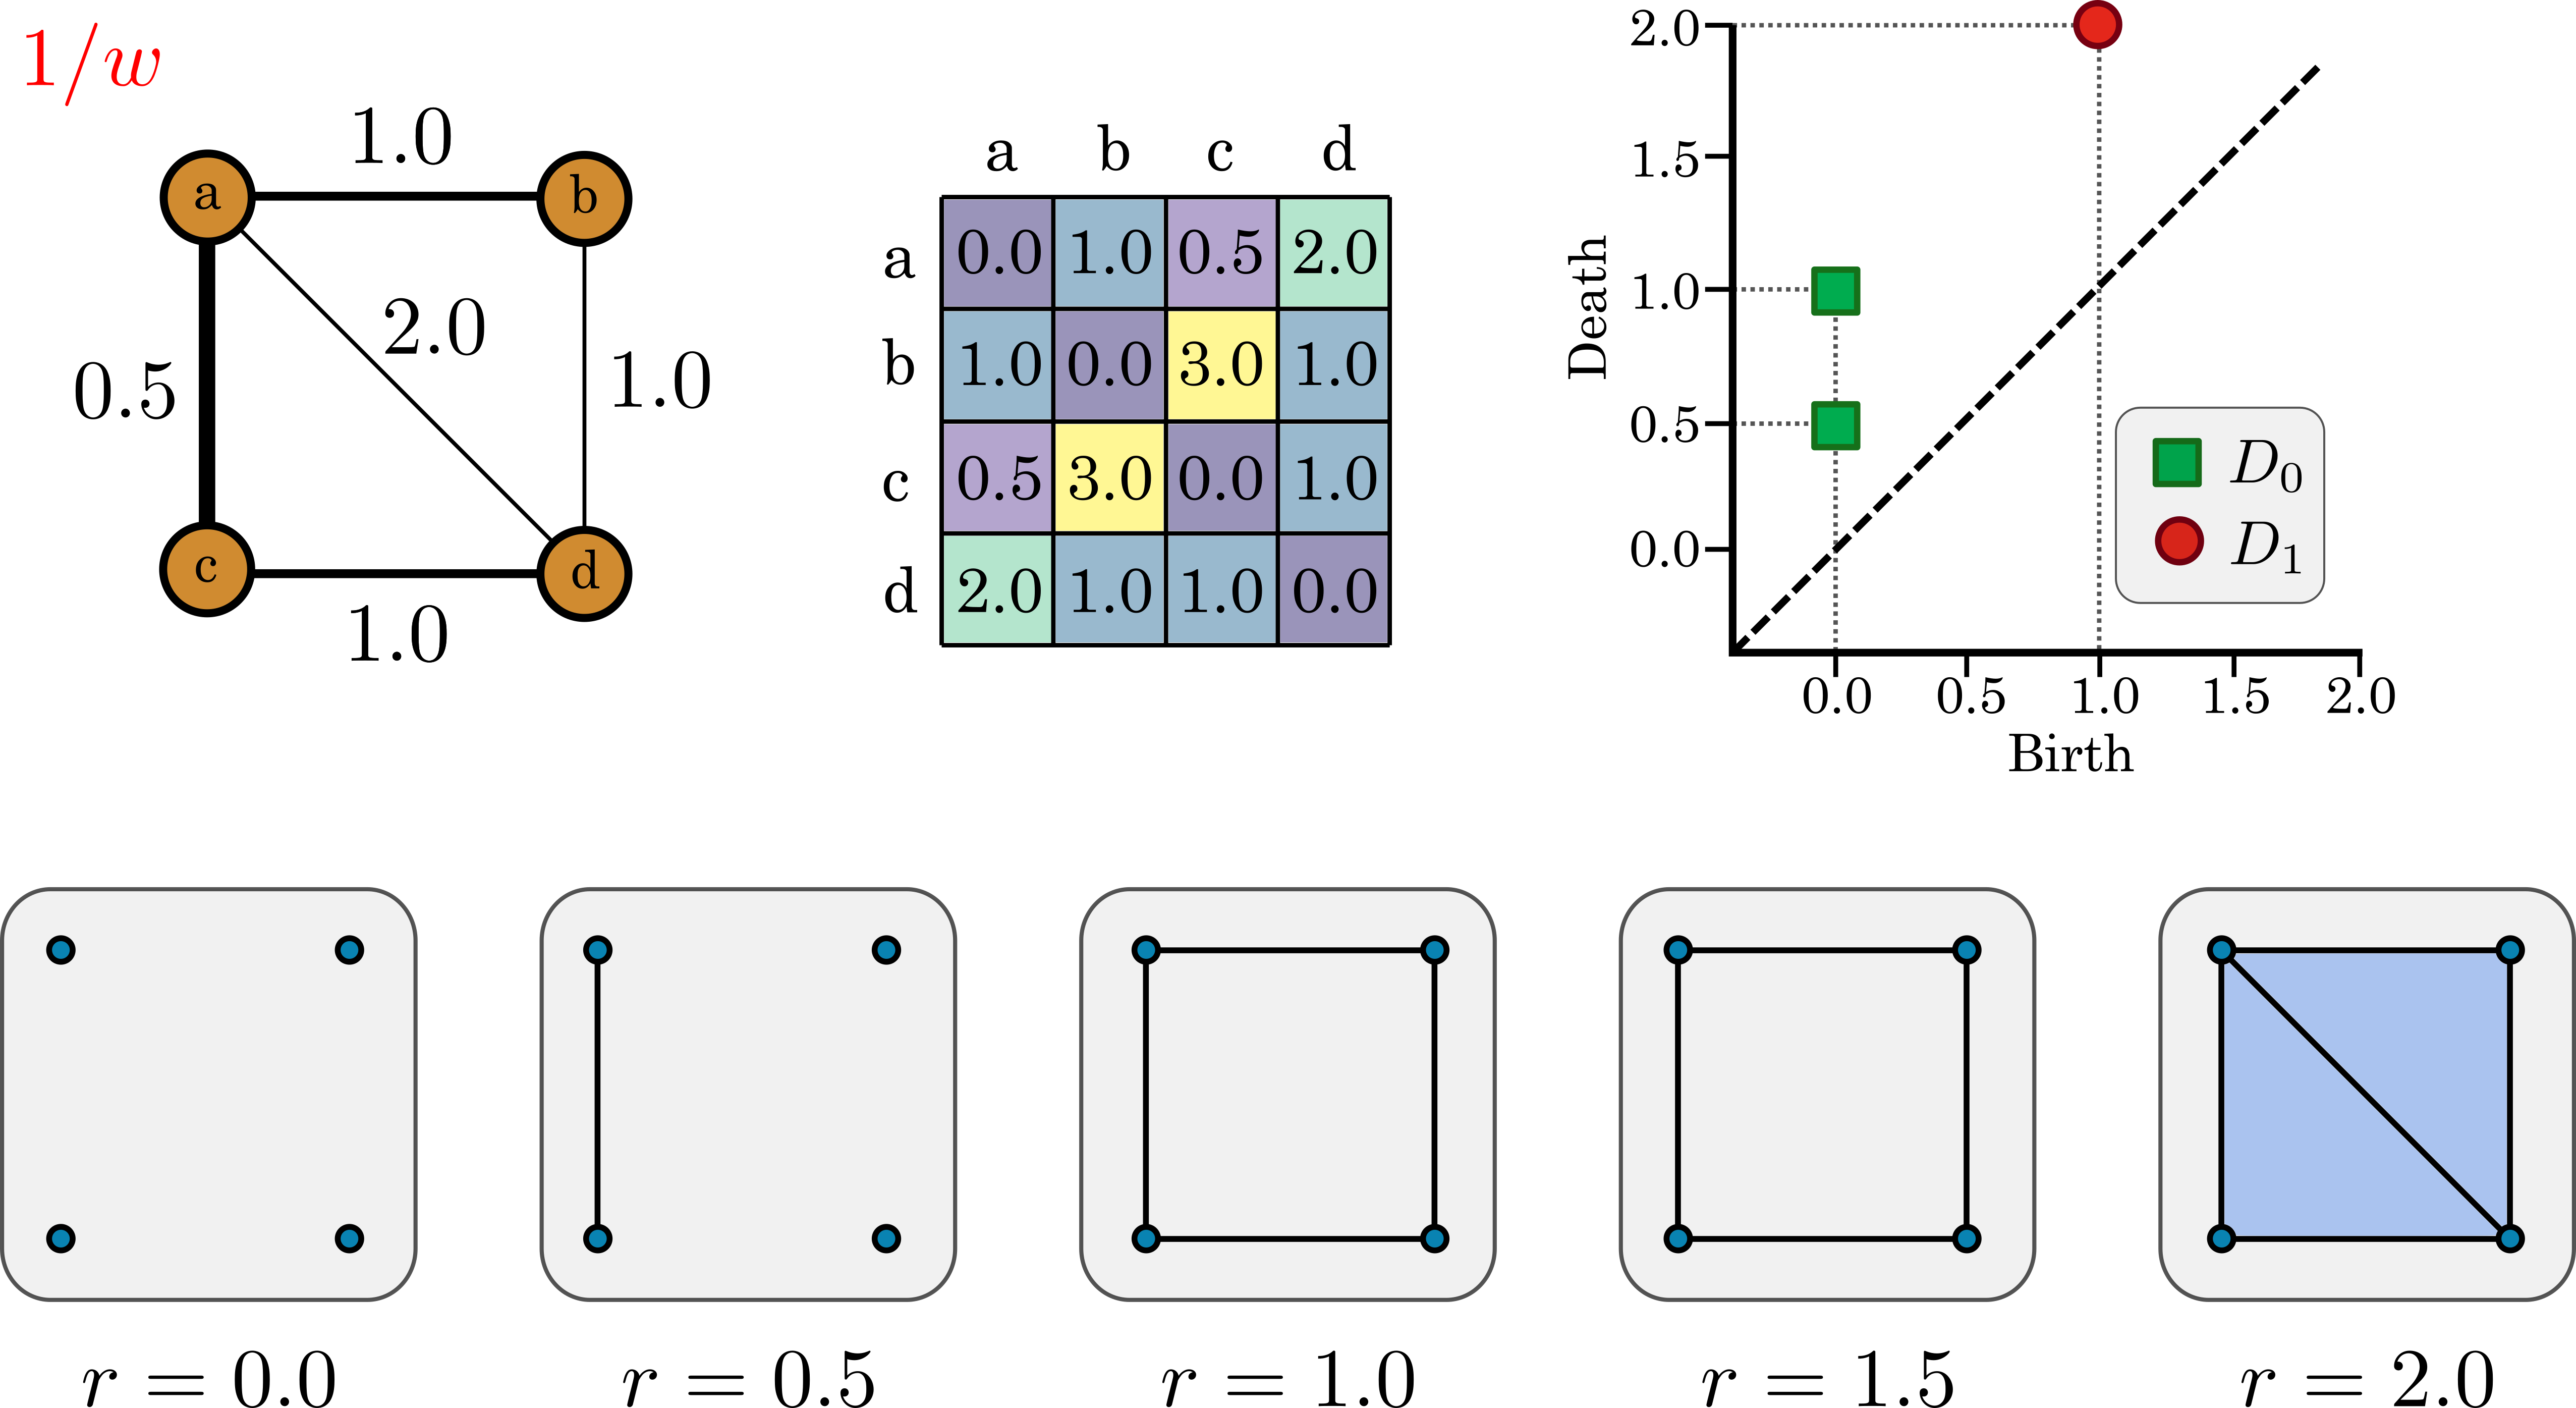 1/w
1.0
a
b
2.0
0.5
1.0
c
d
1.0
a b c d
a 0.0 1.0 0.5 2.0
b 1.0 0.0 3.0 1.0
c 0.5 3.0 0.0 1.0
d 2.0 1.0 1.0 0.0
Death
2.0
1.5
1.0
0.5
0.0
D₀
D₁
0.0 0.5 1.0 1.5 2.0
Birth
r = 0.0
r = 0.5
r = 1.0
r = 1.5
r = 2.0